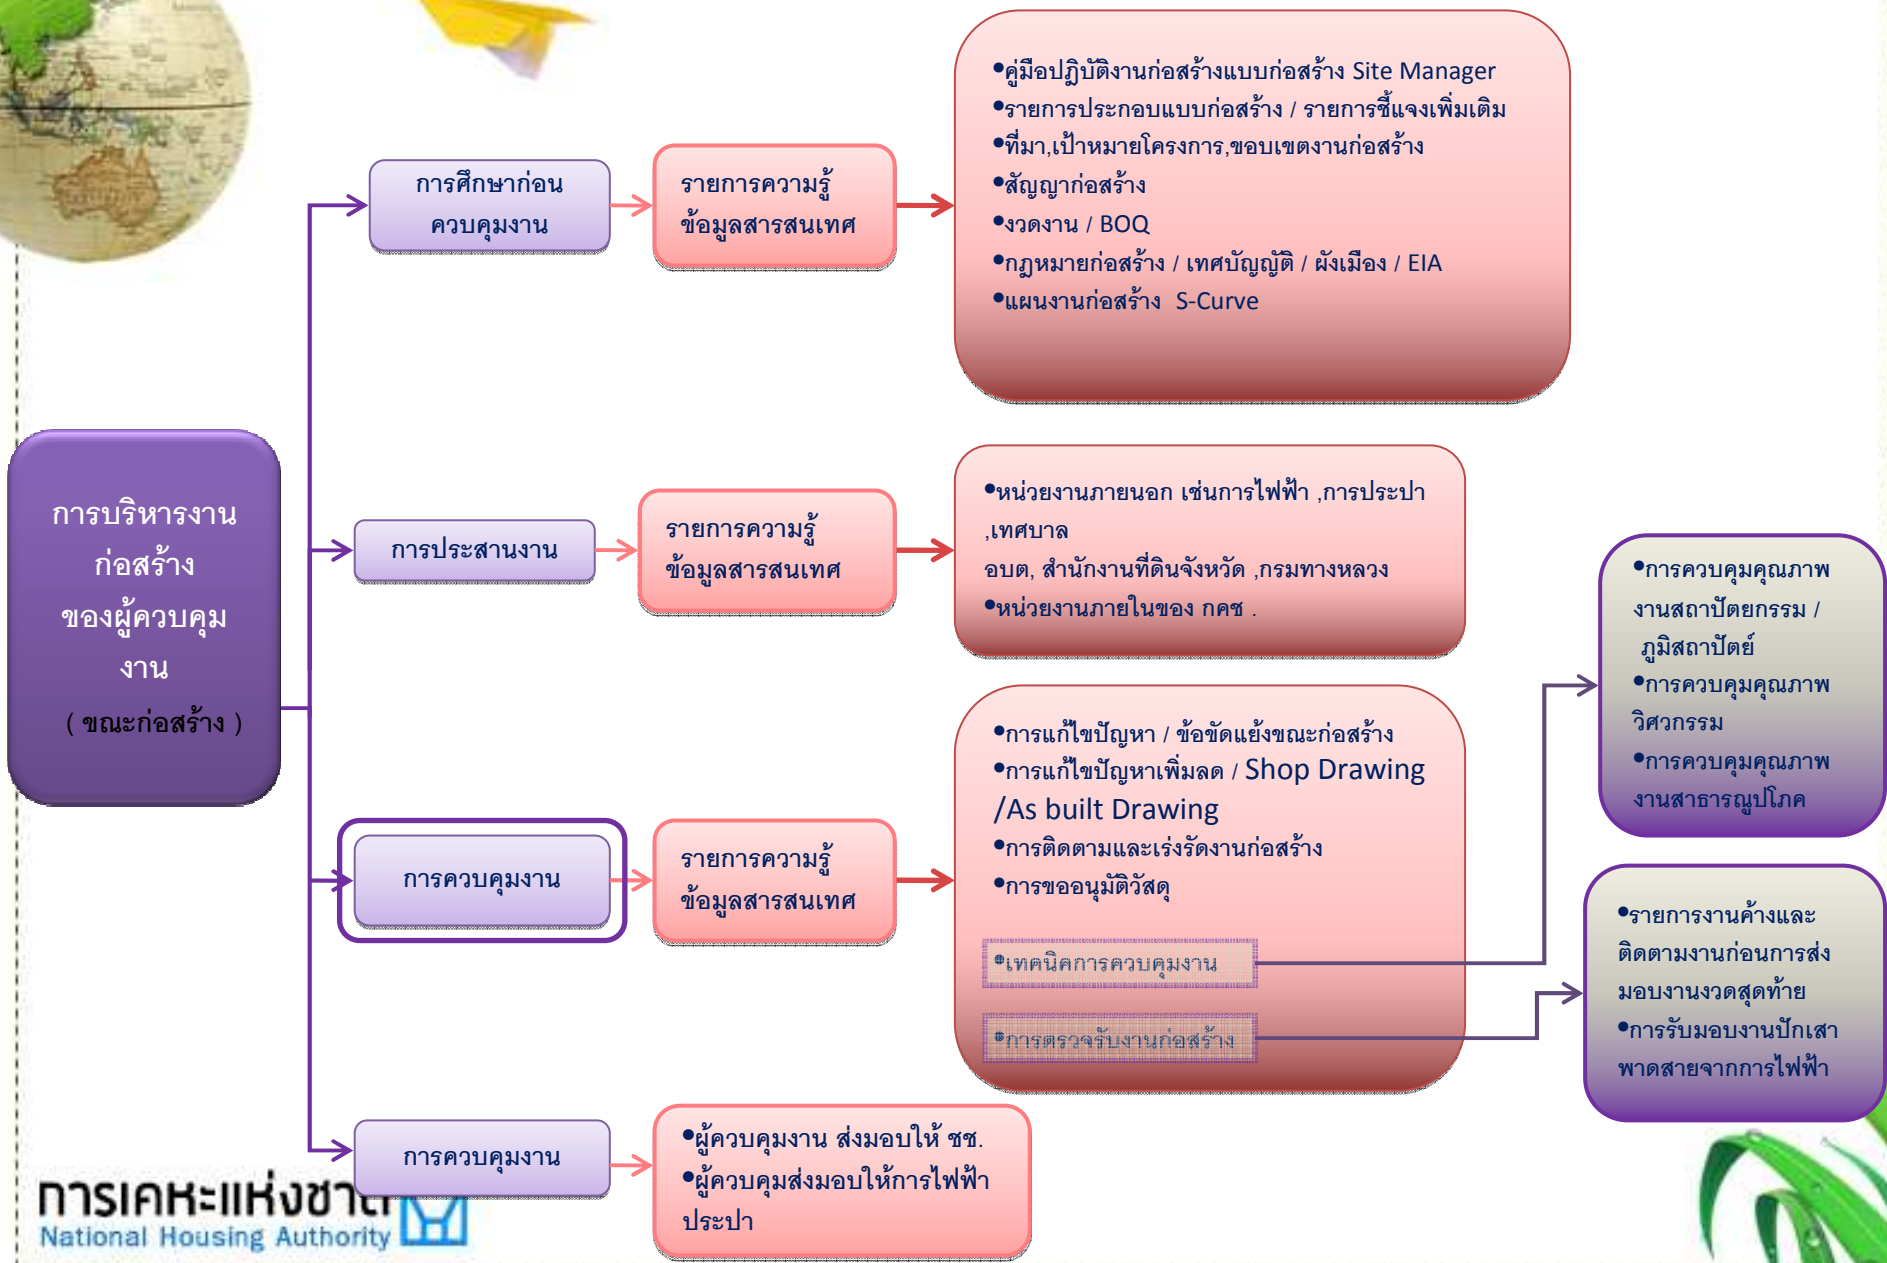 การบริหารงาน
ก่อสร้าง
ของผู้ควบคุม
งาน
( ขณะก่อสร้าง )
การศึกษาก่อน
ควบคุมงาน
รายการความรู้
ข้อมูลสารสนเทศ
•คู่มือปฎิบัติงานก่อสร้างแบบก่อสร้าง Site Manager
•รายการประกอบแบบก่อสร้าง / รายการชี้แจงเพิ่มเติม
•ที่มา,เป้าหมายโครงการ,ขอบเขตงานก่อสร้าง
•สัญญาก่อสร้าง
•งวดงาน / BOQ
•กฎหมายก่อสร้าง / เทศบัญญัติ / ผังเมือง / EIA
•แผนงานก่อสร้าง S-Curve
การประสานงาน
รายการความรู้
ข้อมูลสารสนเทศ
•หน่วยงานภายนอก เช่นการไฟฟ้า ,การประปา
,เทศบาล
อบต, สำนักงานที่ดินจังหวัด ,กรมทางหลวง
•หน่วยงานภายในของ กคช .
การควบคุมงาน
รายการความรู้
ข้อมูลสารสนเทศ
•การแก้ไขปัญหา / ข้อขัดแย้งขณะก่อสร้าง
•การแก้ไขปัญหาเพิ่มลด / Shop Drawing
/As built Drawing
•การติดตามและเร่งรัดงานก่อสร้าง
•การขออนุมัติวัสดุ
•เทคนิคการควบคุมงาน
•การตรวจรับงานก่อสร้าง
•การควบคุมคุณภาพ
งานสถาปัตยกรรม /
ภูมิสถาปัตย์
•การควบคุมคุณภาพ
วิศวกรรม
•การควบคุมคุณภาพ
งานสาธารณูปโภค
•รายการงานค้างและ
ติดตามงานก่อนการส่ง
มอบงานงวดสุดท้าย
•การรับมอบงานปักเสา
พาดสายจากการไฟฟ้า
การควบคุมงาน
•ผู้ควบคุมงาน ส่งมอบให้ ชช.
•ผู้ควบคุมส่งมอบให้การไฟฟ้า
ประปา
การเคหะแห่งชาติ
National Housing Authority